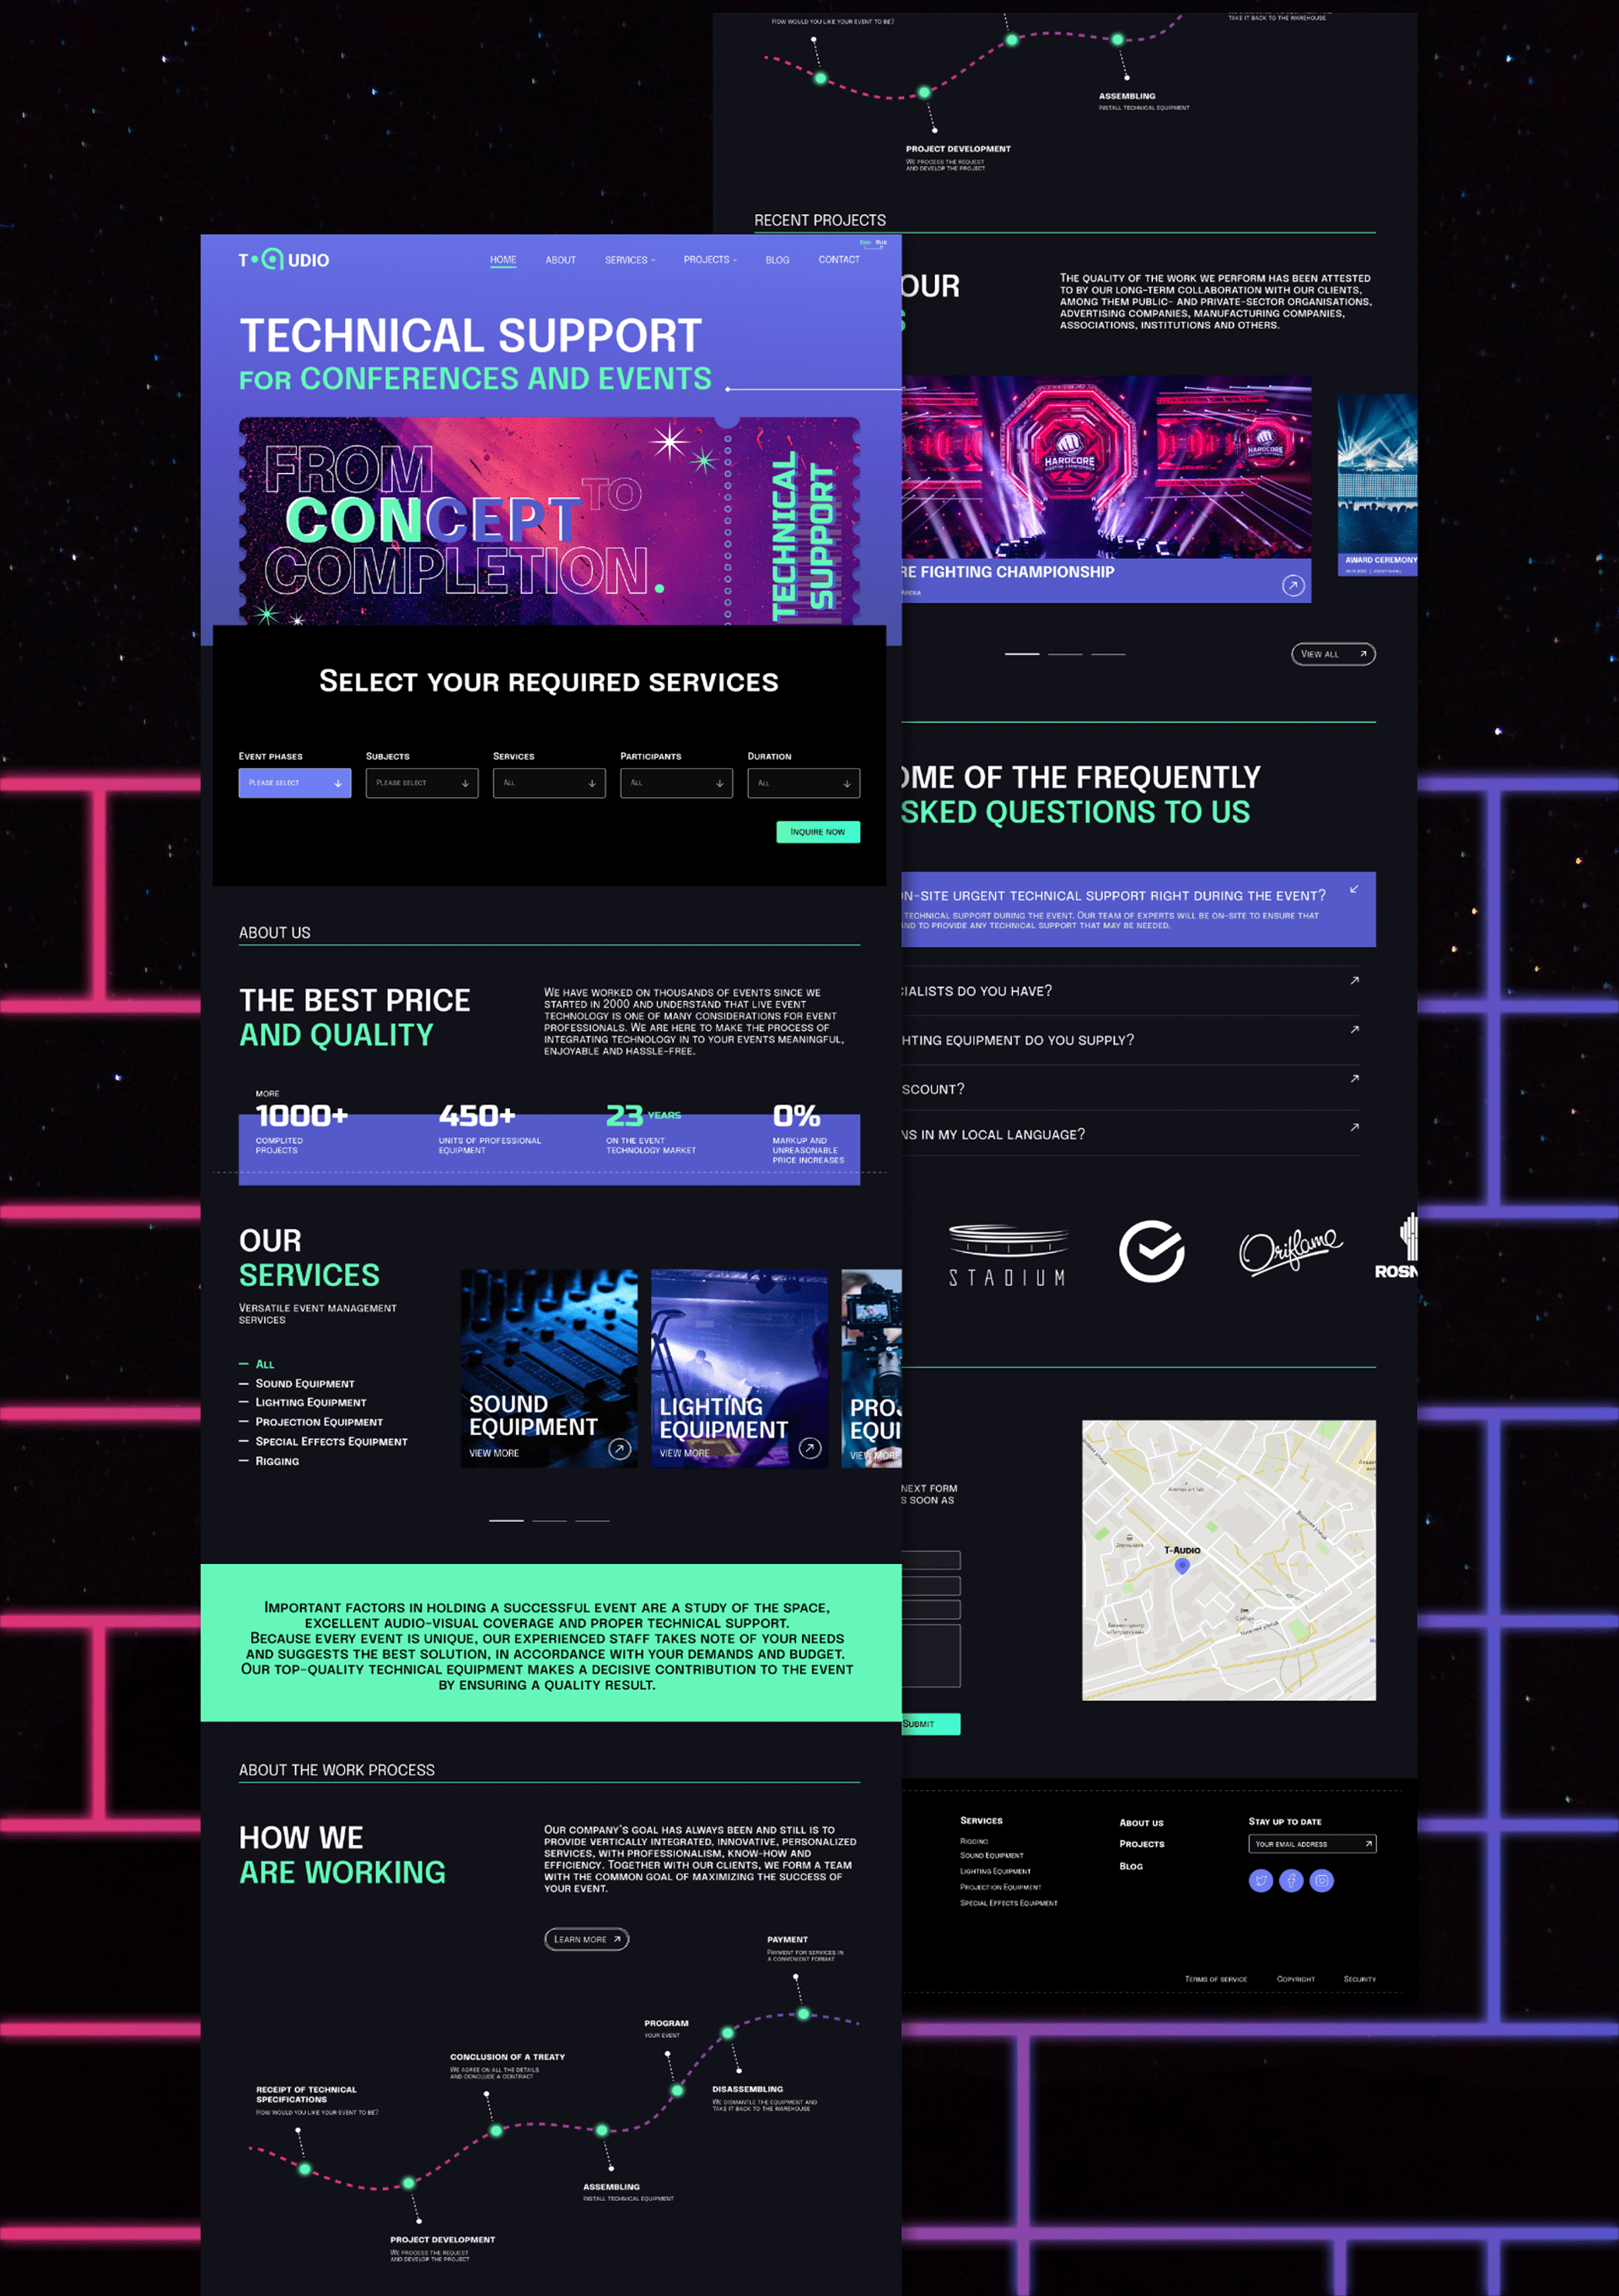 T•a UDIO
HOME
ABOUT
SERVICES
PROJECTS
BLOG
CONTACT
Eng Rus
TECHNICAL SUPPORT
FOR CONFERENCES AND EVENTS
FROM
TO
CONCEPT
COMPLETION.
TECHNICAL
SUPPORT
SELECT YOUR REQUIRED SERVICES
EVENT PHASES
SUBJECTS
SERVICES
PARTICIPANTS
DURATION
PLEASE SELECT
PLEASE SELECT
ALL
ALL
ALL
INQUIRE NOW
ABOUT US
THE BEST PRICE
AND QUALITY
WE HAVE WORKED ON THOUSANDS OF EVENTS SINCE WE
STARTED IN 2000 AND UNDERSTAND THAT LIVE EVENT
TECHNOLOGY IS ONE OF MANY CONSIDERATIONS FOR EVENT
PROFESSIONALS. WE ARE HERE TO MAKE THE PROCESS OF
INTEGRATING TECHNOLOGY IN TO YOUR EVENTS MEANINGFUL,
ENJOYABLE AND HASSLE-FREE.
MORE
1000+
COMPLITED
PROJECTS
450+
UNITS OF PROFESSIONAL
EQUIPMENT
23 YEARS
ON THE EVENT
TECHNOLOGY MARKET
0%
MARKUP AND
UNREASONABLE
PRICE INCREASES
OUR
SERVICES
VERSATILE EVENT MANAGEMENT
SERVICES
— ALL
— SOUND EQUIPMENT
— LIGHTING EQUIPMENT
— PROJECTION EQUIPMENT
— SPECIAL EFFECTS EQUIPMENT
— RIGGING
SOUND
EQUIPMENT
VIEW MORE
LIGHTING
EQUIPMENT
VIEW MORE
PROJ
EQUI
VIEW MORE
IMPORTANT FACTORS IN HOLDING A SUCCESSFUL EVENT ARE A STUDY OF THE SPACE,
EXCELLENT AUDIO-VISUAL COVERAGE AND PROPER TECHNICAL SUPPORT.
BECAUSE EVERY EVENT IS UNIQUE, OUR EXPERIENCED STAFF TAKES NOTE OF YOUR NEEDS
AND SUGGESTS THE BEST SOLUTION, IN ACCORDANCE WITH YOUR DEMANDS AND BUDGET.
OUR TOP-QUALITY TECHNICAL EQUIPMENT MAKES A DECISIVE CONTRIBUTION TO THE EVENT
BY ENSURING A QUALITY RESULT.
ABOUT THE WORK PROCESS
HOW WE
ARE WORKING
OUR COMPANY'S GOAL HAS ALWAYS BEEN AND STILL IS TO
PROVIDE VERTICALLY INTEGRATED, INNOVATIVE, PERSONALIZED
SERVICES, WITH PROFESSIONALISM, KNOW-HOW AND
EFFICIENCY. TOGETHER WITH OUR CLIENTS, WE FORM A TEAM
WITH THE COMMON GOAL OF MAXIMIZING THE SUCCESS OF
YOUR EVENT.
LEARN MORE
RECEIPT OF TECHNICAL
SPECIFICATIONS
HOW WOULD YOU LIKE YOUR EVENT TO BE?
PROJECT DEVELOPMENT
WE PROCESS THE REQUEST
AND DEVELOP THE PROJECT
CONCLUSION OF A TREATY
WE AGREE ON ALL THE DETAILS
AND CONCLUDE A CONTRACT
ASSEMBLING
INSTALL TECHNICAL EQUIPMENT
PROGRAM
YOUR EVENT
DISASSEMBLING
WE DISMANTLE THE EQUIPMENT AND
TAKE IT BACK TO THE WAREHOUSE
PAYMENT
PAYMENT FOR SERVICES IN
A CONVENIENT FORMAT
HOW WOULD YOU LIKE YOUR EVENT TO BE?
TAKE IT BACK TO THE WAREHOUSE
ASSEMBLING
INSTALL TECHNICAL EQUIPMENT
PROJECT DEVELOPMENT
WE PROCESS THE REQUEST
AND DEVELOP THE PROJECT
RECENT PROJECTS
OUR
S
THE QUALITY OF THE WORK WE PERFORM HAS BEEN ATTESTED
TO BY OUR LONG-TERM COLLABORATION WITH OUR CLIENTS,
AMONG THEM PUBLIC- AND PRIVATE-SECTOR ORGANISATIONS,
ADVERTISING COMPANIES, MANUFACTURING COMPANIES,
ASSOCIATIONS, INSTITUTIONS AND OTHERS.
HARDCORE
FIGHTING CHAMPIONSHIP
HARDCORE
RE FIGHTING CHAMPIONSHIP
ARENA
AWARD CEREMONY
VIEW ALL
OME OF THE FREQUENTLY
SKED QUESTIONS TO US
ON-SITE URGENT TECHNICAL SUPPORT RIGHT DURING THE EVENT?
TECHNICAL SUPPORT DURING THE EVENT. OUR TEAM OF EXPERTS WILL BE ON-SITE TO ENSURE THAT
ND TO PROVIDE ANY TECHNICAL SUPPORT THAT MAY BE NEEDED.
CIALISTS DO YOU HAVE?
HTING EQUIPMENT DO YOU SUPPLY?
SCOUNT?
NS IN MY LOCAL LANGUAGE?
STADIUM
Oriflame
ROSN
NEXT FORM
S SOON AS
SUBMIT
T-AUDIO
SERVICES
RIGGING
SOUND EQUIPMENT
LIGHTING EQUIPMENT
PROJECTION EQUIPMENT
SPECIAL EFFECTS EQUIPMENT
ABOUT US
PROJECTS
BLOG
STAY UP TO DATE
YOUR EMAIL ADDRESS
TERMS OF SERVICE
COPYRIGHT
SECURITY